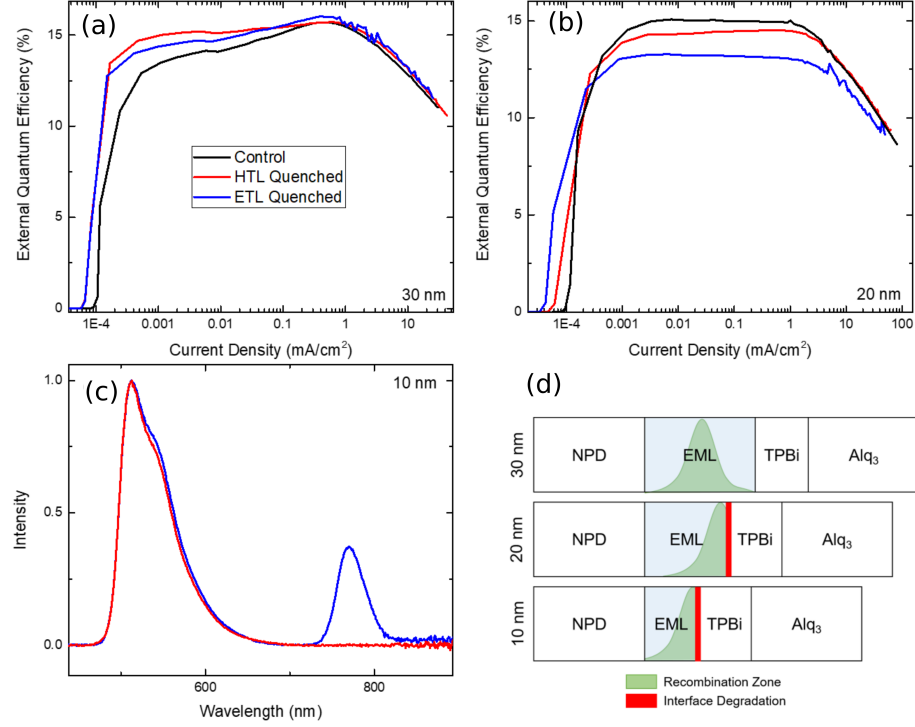 (a)
External Quantum Efficiency (%)
15
10
5
0
Control
HTL Quenched
ETL Quenched
30 nm
1E-4 0.001 0.01 0.1 1 10
Current Density (mA/cm²)
(b)
External Quantum Efficiency (%)
15
10
5
0
20 nm
1E-4 0.001 0.01 0.1 1 10 100
Current Density (mA/cm²)
(c)
10 nm
Intensity
1.0
0.5
0.0
600 800
Wavelength (nm)
(d)
30 nm
NPD EML TPBi Alq₃
20 nm
NPD EML TPBi Alq₃
10 nm
NPD EML TPBi Alq₃
Recombination Zone
Interface Degradation